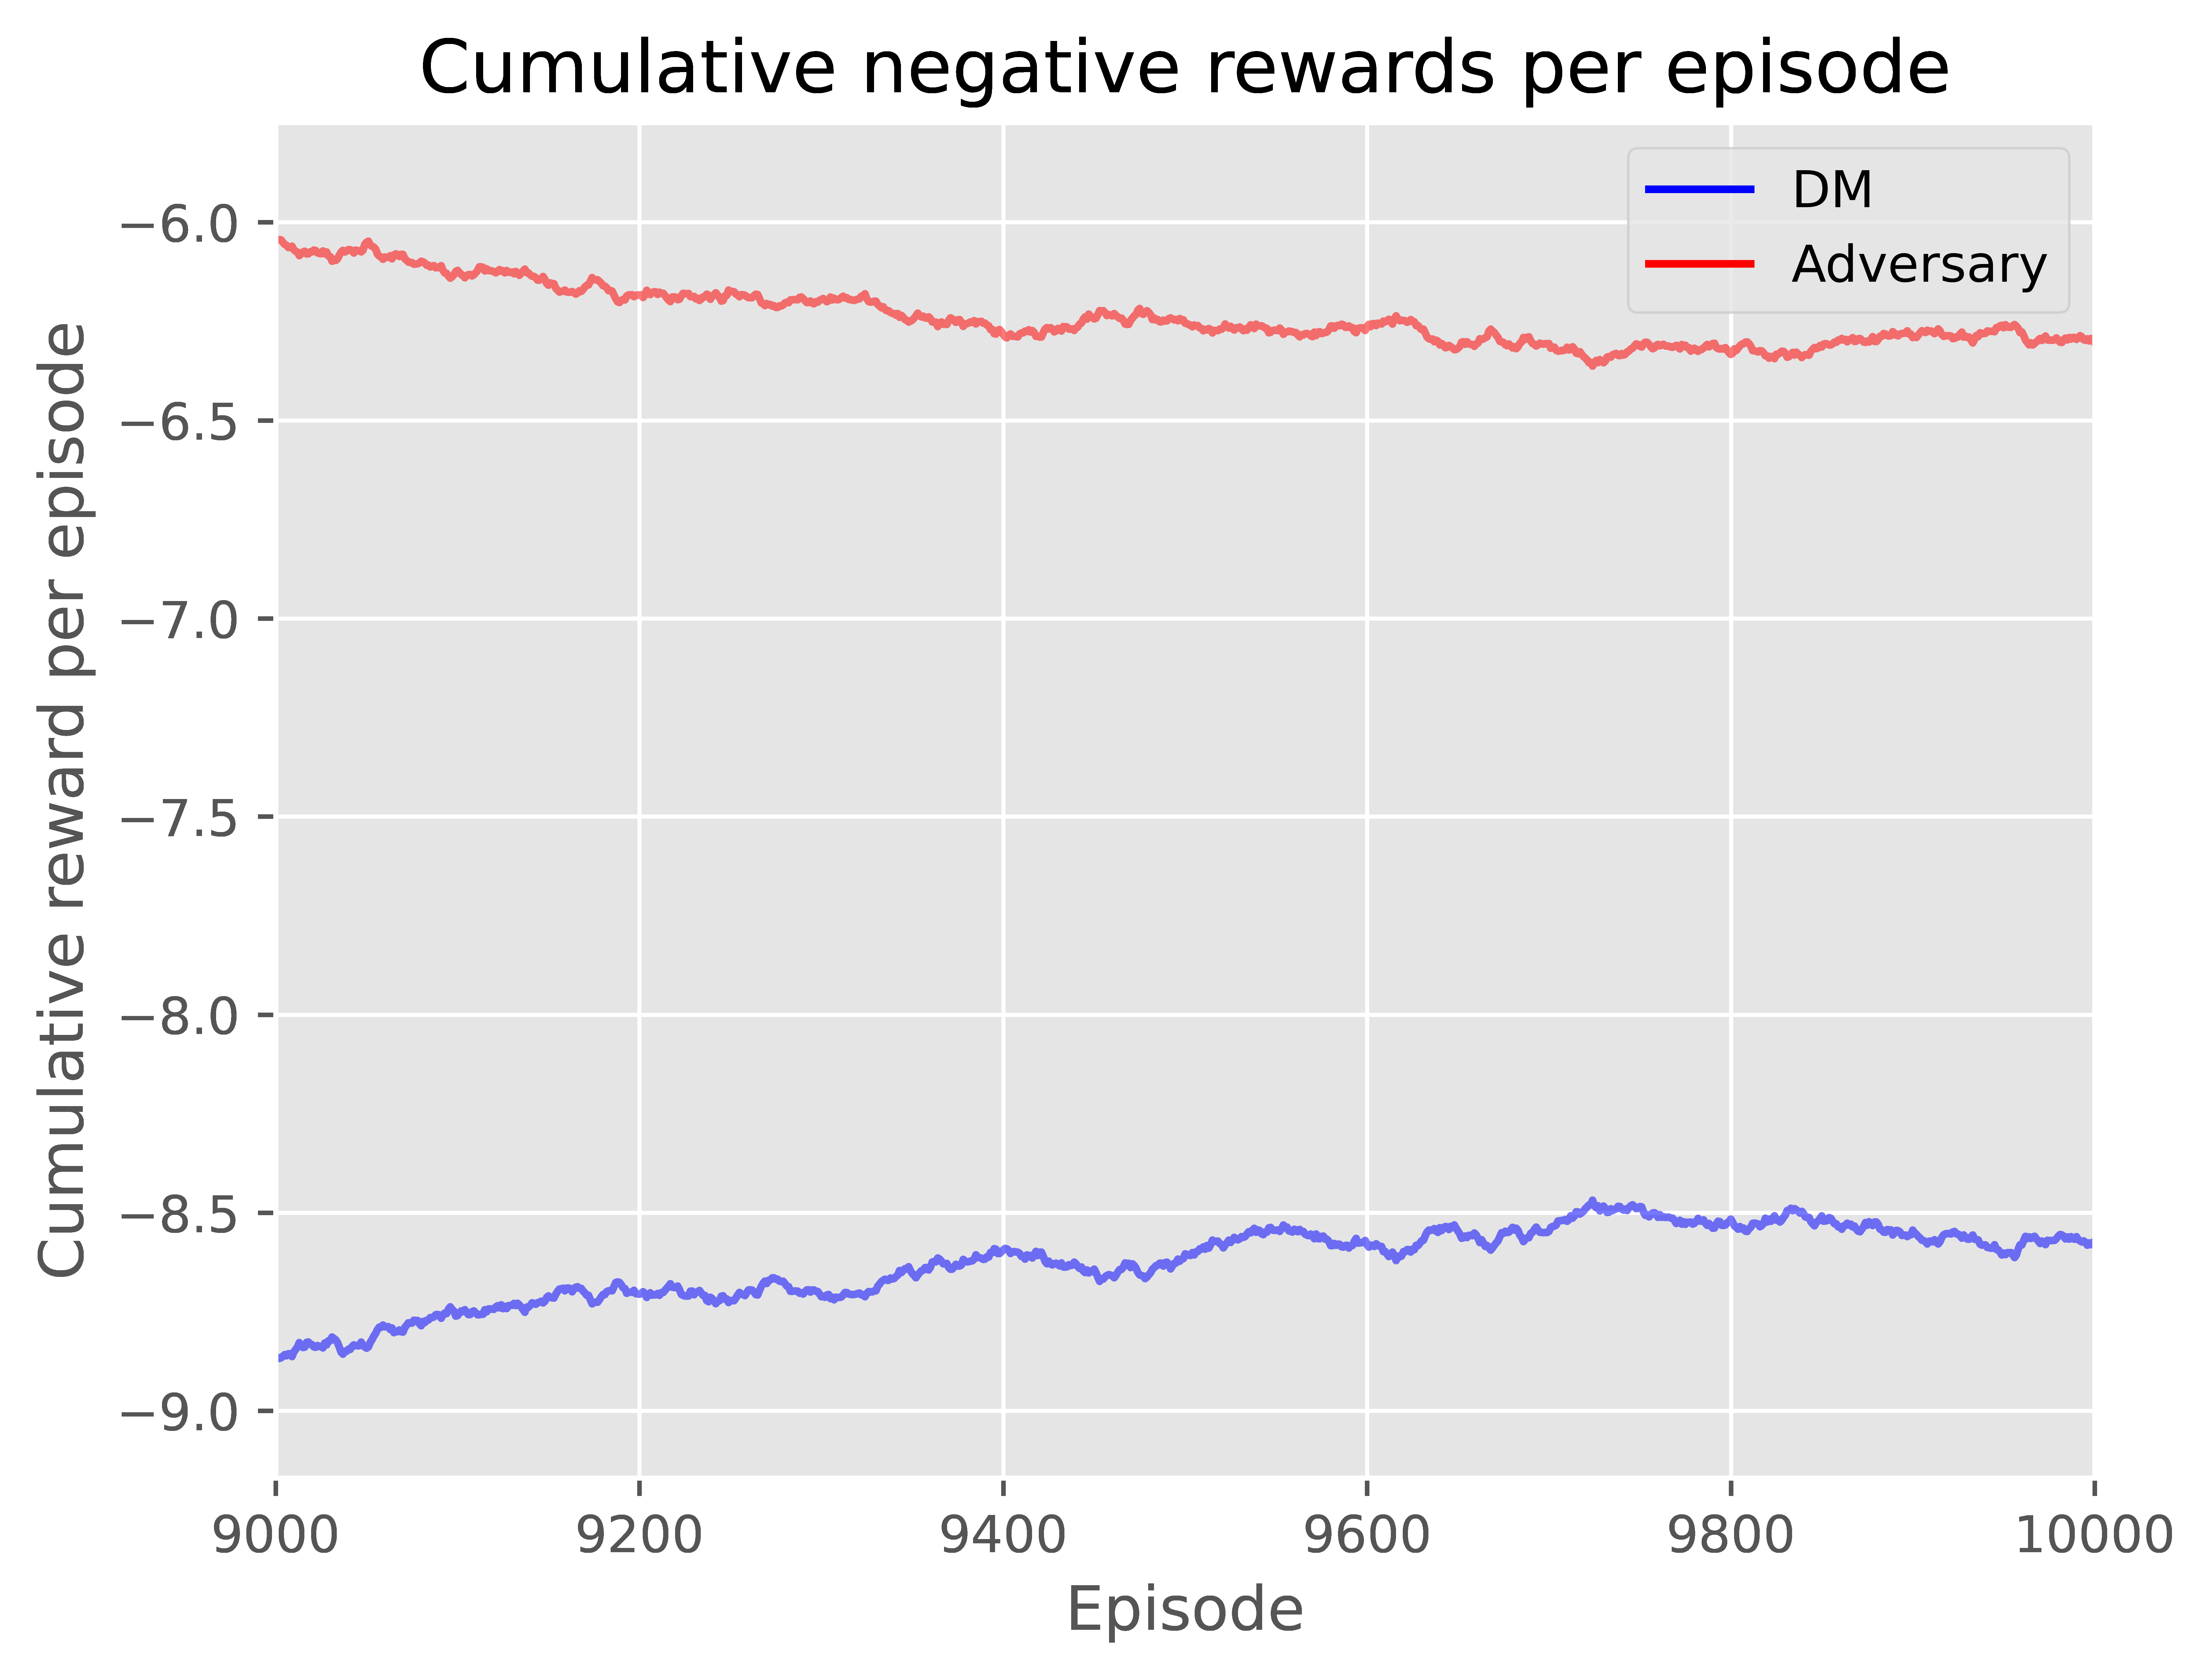 Cumulative negative rewards per episode
DM
Adversary
Cumulative reward per episode
−6.0
−6.5
−7.0
−7.5
−8.0
−8.5
−9.0
9000 9200 9400 9600 9800 10000
Episode